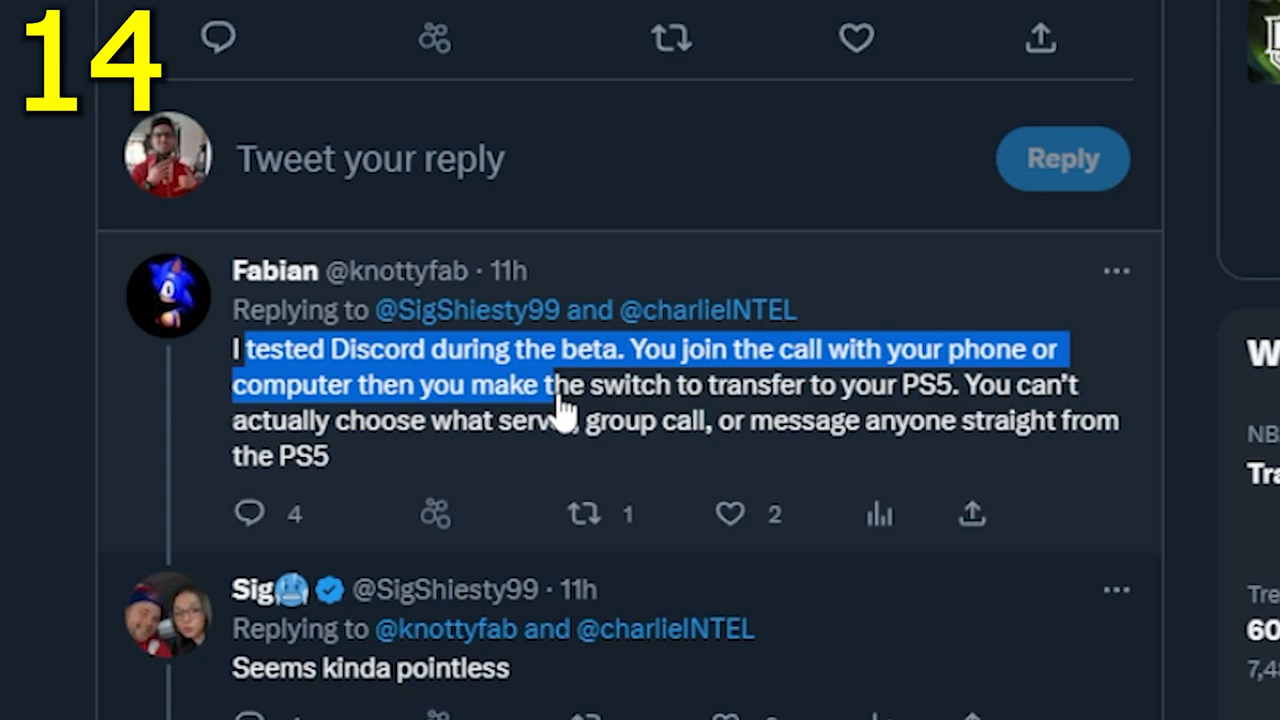 14
Tweet your reply
Reply
Fabian @knottyfab · 11h
Replying to @SigShiesty99 and @charlieINTEL
I tested Discord during the beta. You join the call with your phone or
computer then you make the switch to transfer to your PS5. You can't
actually choose what server, group call, or message anyone straight from
the PS5
4
1
2
Sig🥶 @SigShiesty99 · 11h
Replying to @knottyfab and @charlieINTEL
Seems kinda pointless
W
NB
Tra
Tre
60
7,4